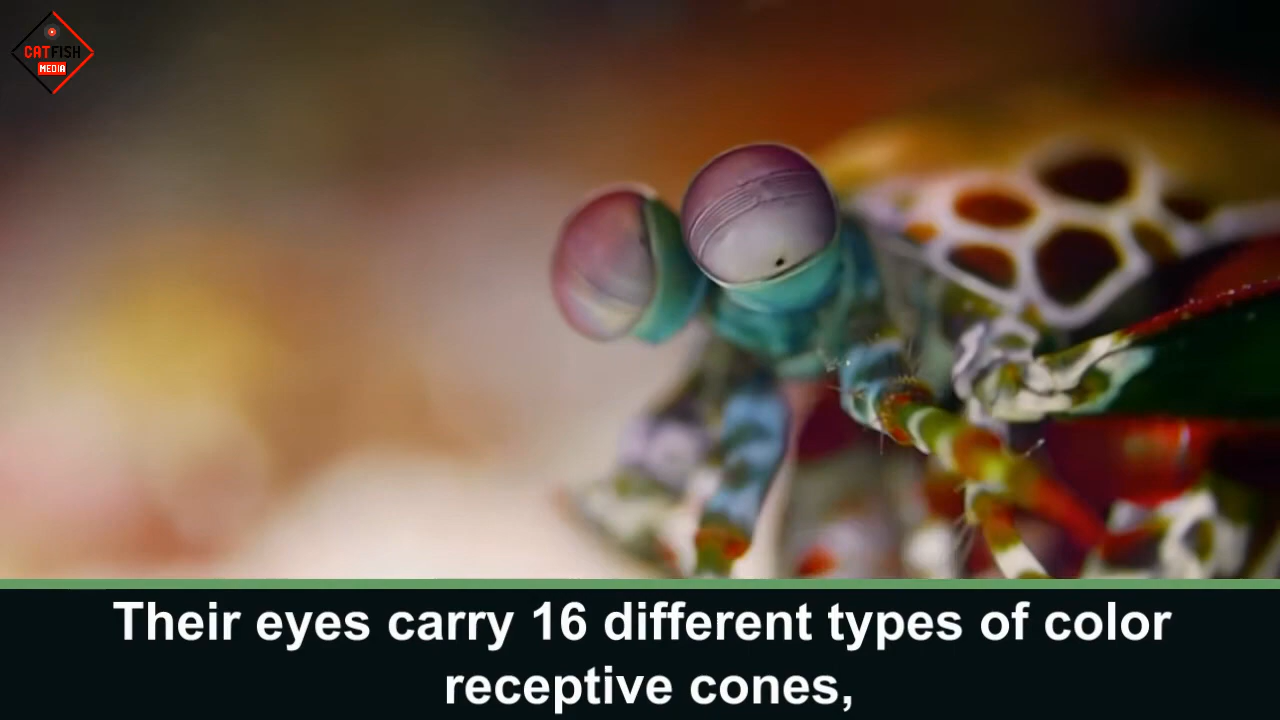 CATFISH
MEDIA
Their eyes carry 16 different types of color
receptive cones,